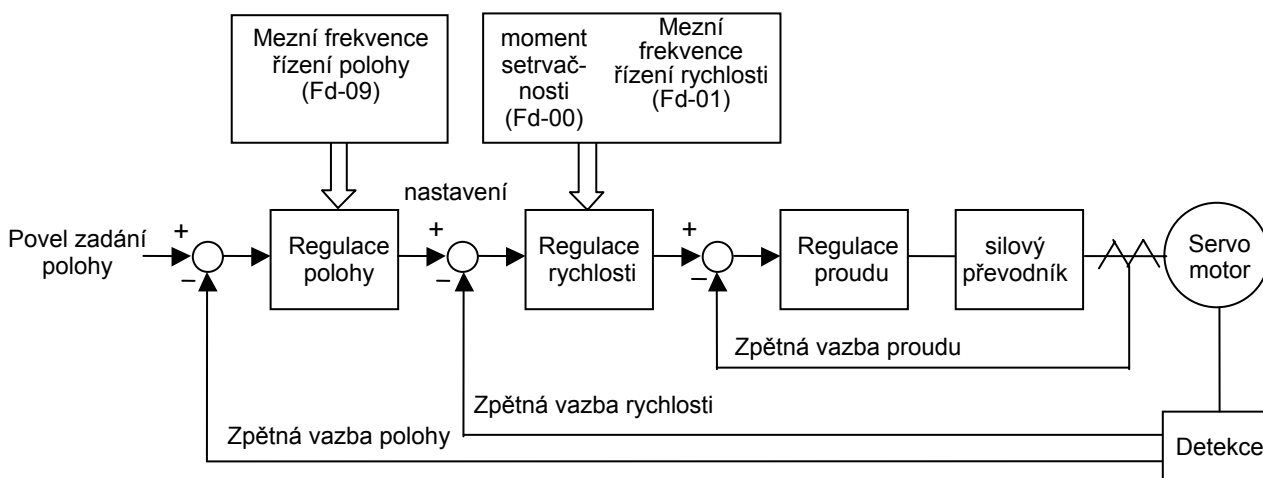 Mezní frekvence
řízení polohy
(Fd-09)
moment
setrvač-
nosti
(Fd-00)
Mezní
frekvence
řízení rychlosti
(Fd-01)
nastavení
Povel zadání
polohy
+
−
Regulace
polohy
+
−
Regulace
rychlosti
+
−
Regulace
proudu
silový
převodník
Servo
motor
Zpětná vazba proudu
Zpětná vazba rychlosti
Zpětná vazba polohy
Detekce